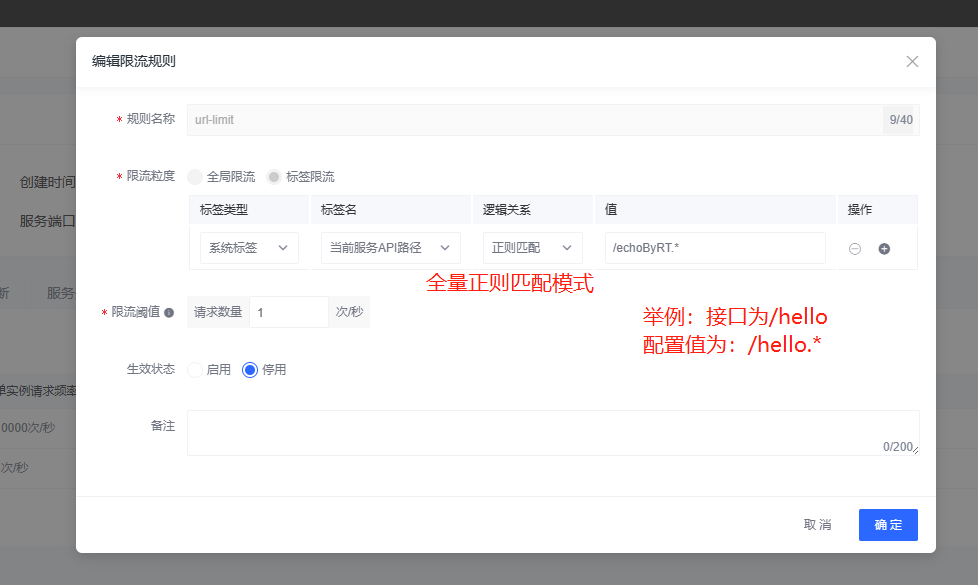 编辑限流规则
* 规则名称 url-limit 9/40
* 限流粒度 全局限流 标签限流
创建时间
标签类型 标签名 逻辑关系 值 操作
服务端口
系统标签 当前服务API路径 正则匹配 /echoByRT.*
全量正则匹配模式
断 服务
* 限流阈值 请求数量 1 次/秒
举例：接口为/hello
配置值为：/hello.*
生效状态 启用 停用
单实例请求频率
备注
0000次/秒
0/200
次/秒
取 消 确 定